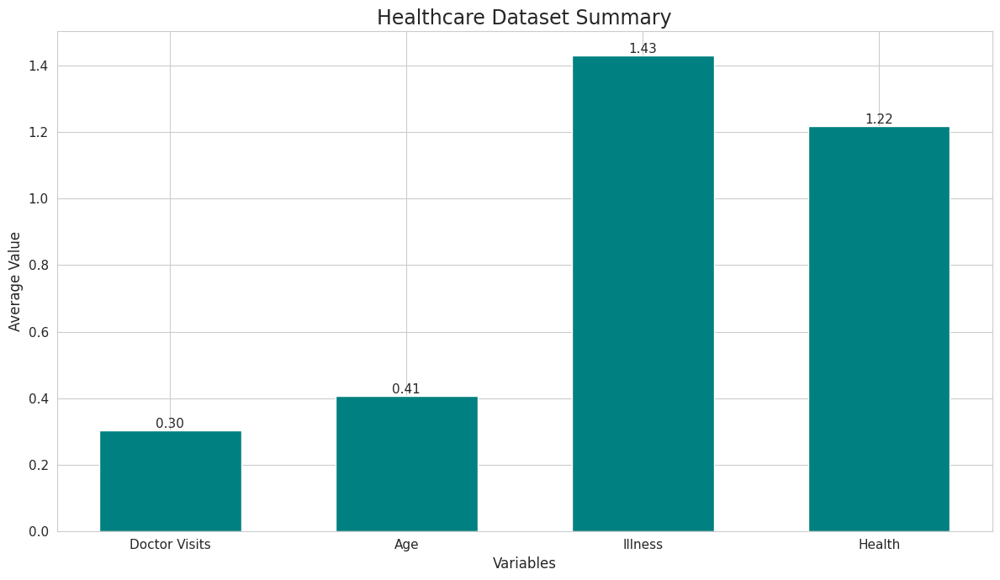 Healthcare Dataset Summary
Average Value
1.4
1.2
1.0
0.8
0.6
0.4
0.2
0.0
0.30
0.41
1.43
1.22
Doctor Visits
Age
Illness
Health
Variables